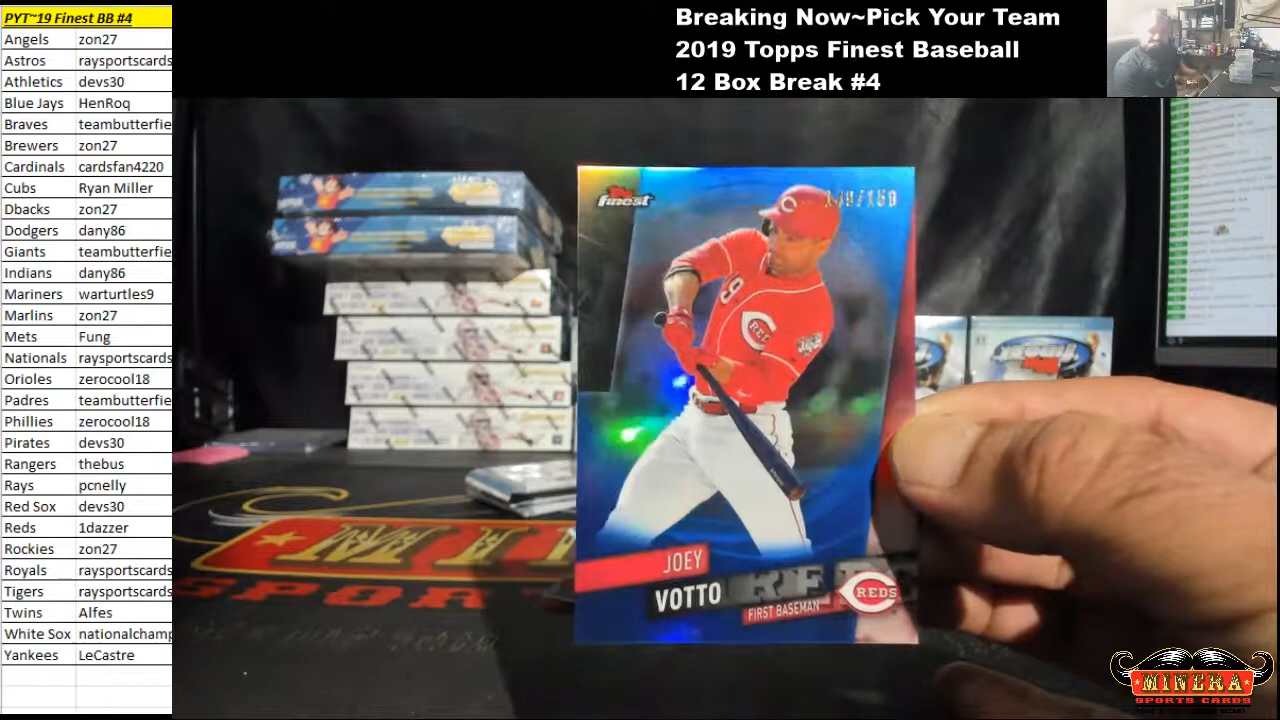 PYT~19 Finest BB #4
Angels zon27
Astros raysportscards
Athletics devs30
Blue Jays HenRoq
Braves teambutterfie
Brewers zon27
Cardinals cardsfan4220
Cubs Ryan Miller
Dbacks zon27
Dodgers dany86
Giants teambutterfie
Indians dany86
Mariners warturtles9
Marlins zon27
Mets Fung
Nationals raysportscards
Orioles zerocool18
Padres teambutterfie
Phillies zerocool18
Pirates devs30
Rangers thebus
Rays pcnelly
Red Sox devs30
Reds 1dazzer
Rockies zon27
Royals raysportscards
Tigers raysportscards
Twins Alfes
White Sox nationalchamp
Yankees LeCastre
Breaking Now~Pick Your Team
2019 Topps Finest Baseball
12 Box Break #4
Finest
C
19
C
REDS
JOEY
VOTTO
FIRST BASEMAN
REDS
SPORTS
MINERA
SPORTS CARDS